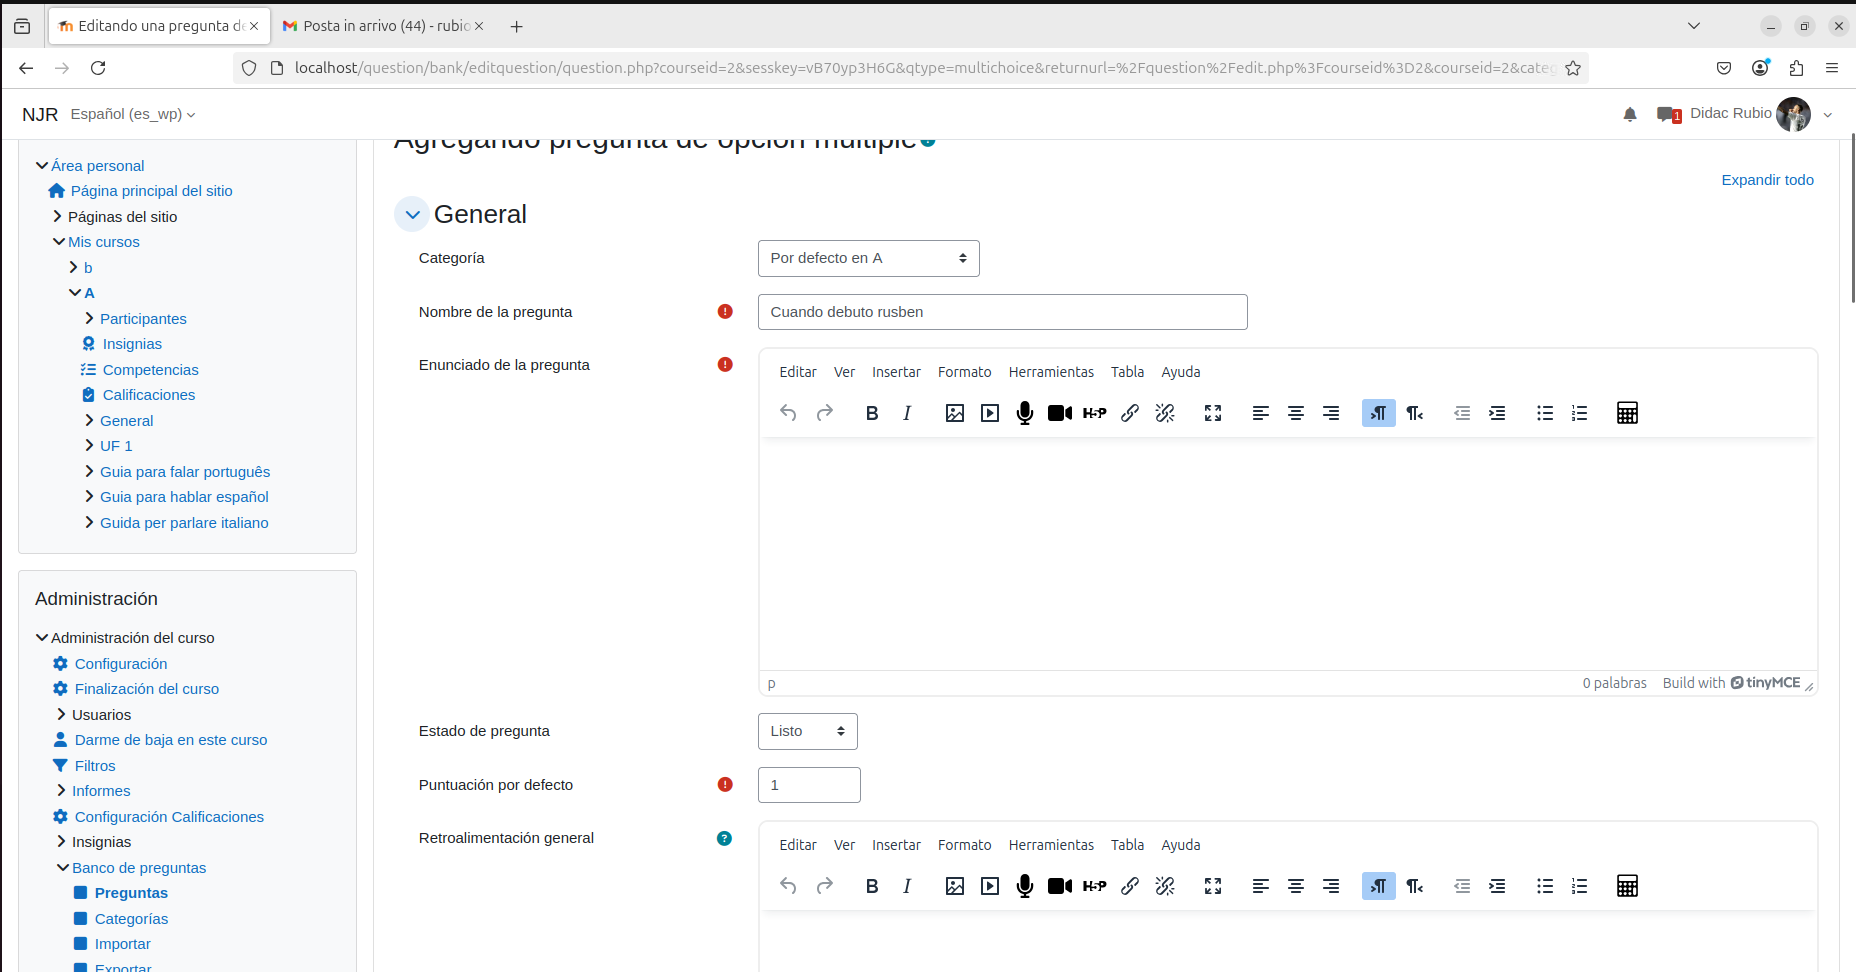 Editando una pregunta de
Posta in arrivo (44) - rubio
localhost/question/bank/editquestion/question.php?courseid=2&sesskey=vB70yp3H6G&qtype=multichoice&returnurl=%2Fquestion%2Fedit.php%3Fcourseid%3D2&courseid=2&categ
NJR
Español (es_wp)
1
Didac Rubio
Área personal
Página principal del sitio
Páginas del sitio
Mis cursos
b
A
Participantes
Insignias
Competencias
Calificaciones
General
UF 1
Guia para falar português
Guia para hablar español
Guida per parlare italiano
Administración
Administración del curso
Configuración
Finalización del curso
Usuarios
Darme de baja en este curso
Filtros
Informes
Configuración Calificaciones
Insignias
Banco de preguntas
Preguntas
Categorías
Importar
Exportar
Agregando pregunta de opción múltiple
Expandir todo
General
Categoría
Por defecto en A
Nombre de la pregunta
Cuando debuto rusben
Enunciado de la pregunta
Editar Ver Insertar Formato Herramientas Tabla Ayuda
B I H5P
p
0 palabras Build with tinyMCE
Estado de pregunta
Listo
Puntuación por defecto
1
Retroalimentación general
Editar Ver Insertar Formato Herramientas Tabla Ayuda
B I H5P